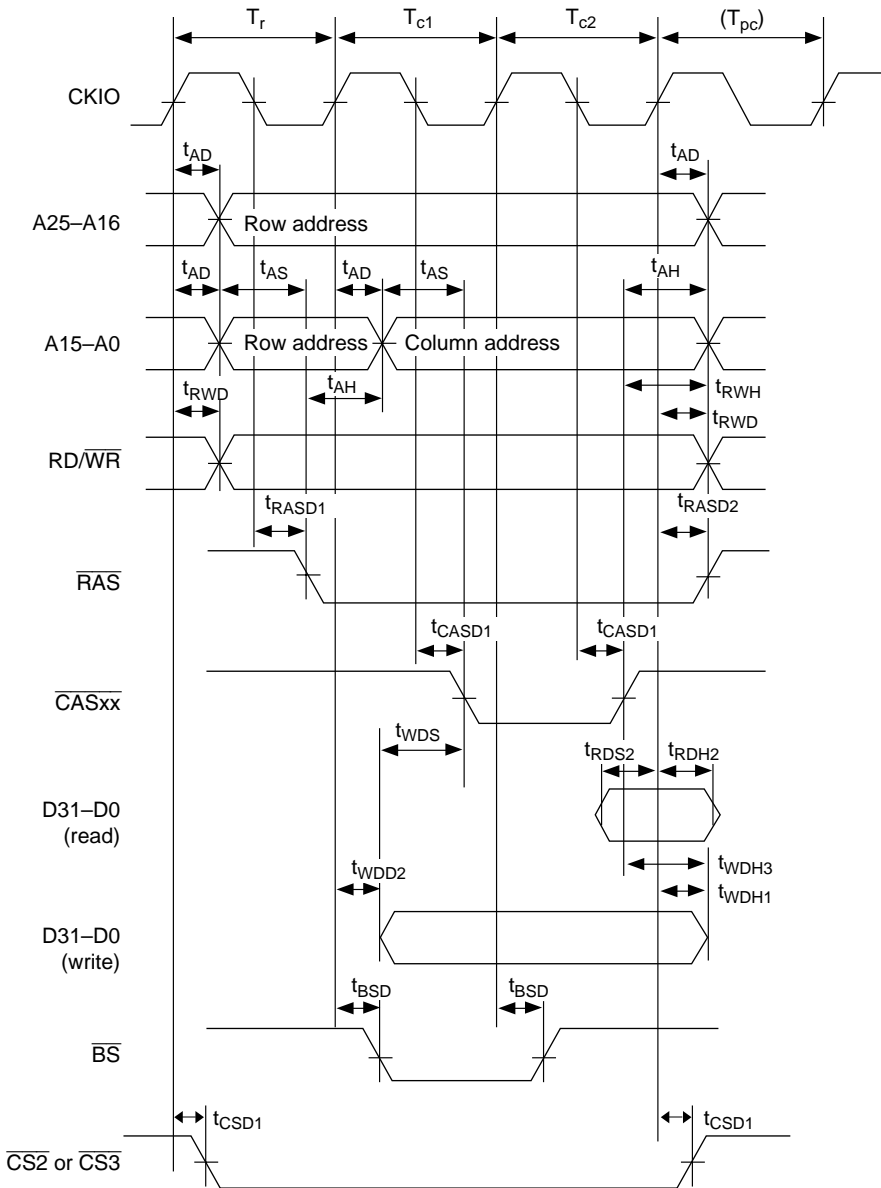 Tr Tc1 Tc2 (Tpc)
CKIO
tAD tAD
A25–A16 Row address
tAD tAS tAD tAS tAH
A15–A0 Row address Column address
tRWD tAH tRWH
tRWD
RD/WR
tRASD1 tRASD2
RAS
tCASD1 tCASD1
CASxx
tWDS tRDS2 tRDH2
D31–D0
(read)
tWDD2 tWDH3
tWDH1
D31–D0
(write)
tBSD tBSD
BS
tCSD1 tCSD1
CS2 or CS3